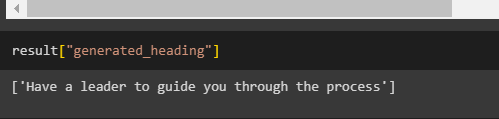 result["generated_heading"]
['Have a leader to guide you through the process']